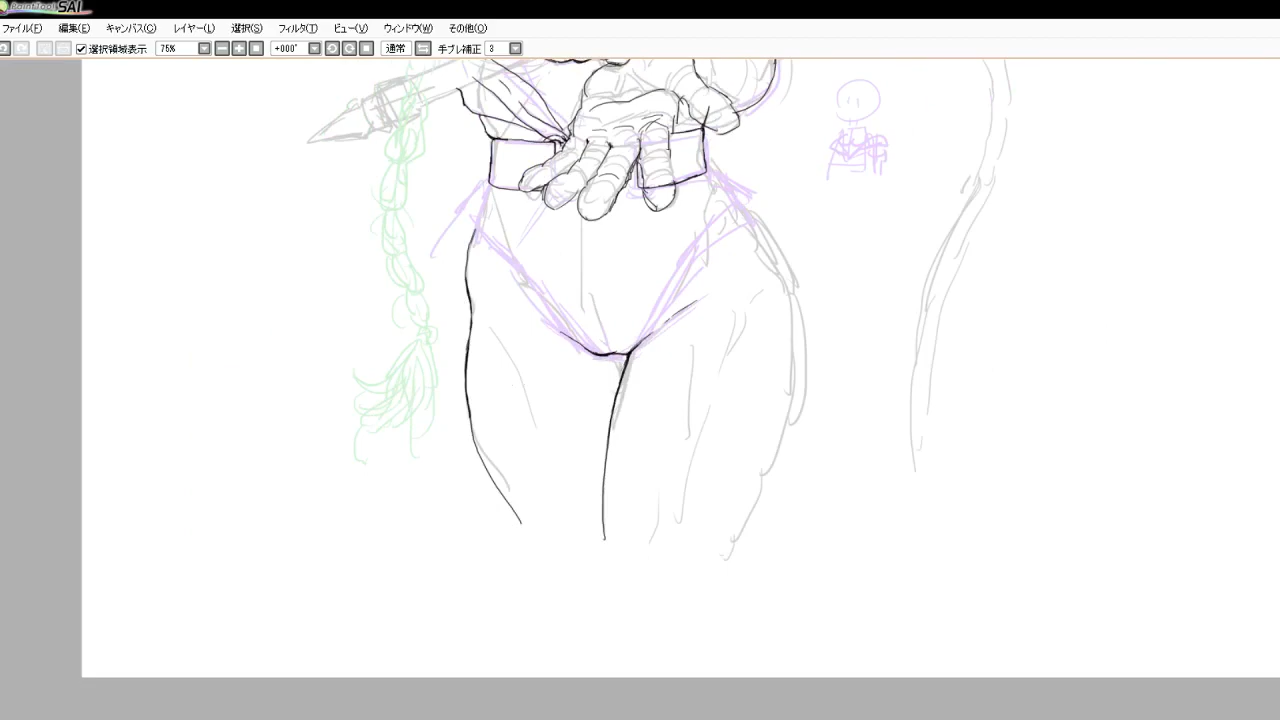 PaintTool SAI
ファイル(F) 編集(E) キャンバス(C) レイヤー(L) 選択(S) フィルタ(T) ビュー(V) ウィンドウ(W) その他(O)
選択領域表示 75% +000° 通常 手ブレ補正 3